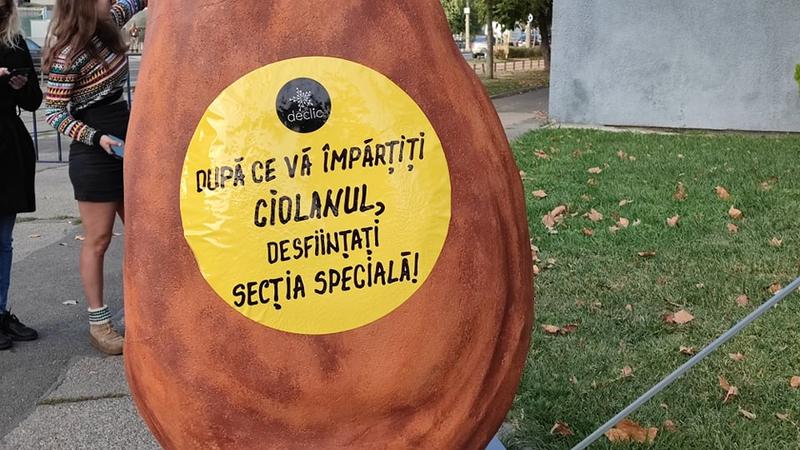 declic
DUPĂ CE VĂ ÎMPĂRȚIȚI
CIOLANUL,
DESFIINȚAȚI
SECȚIA SPECIALĂ!